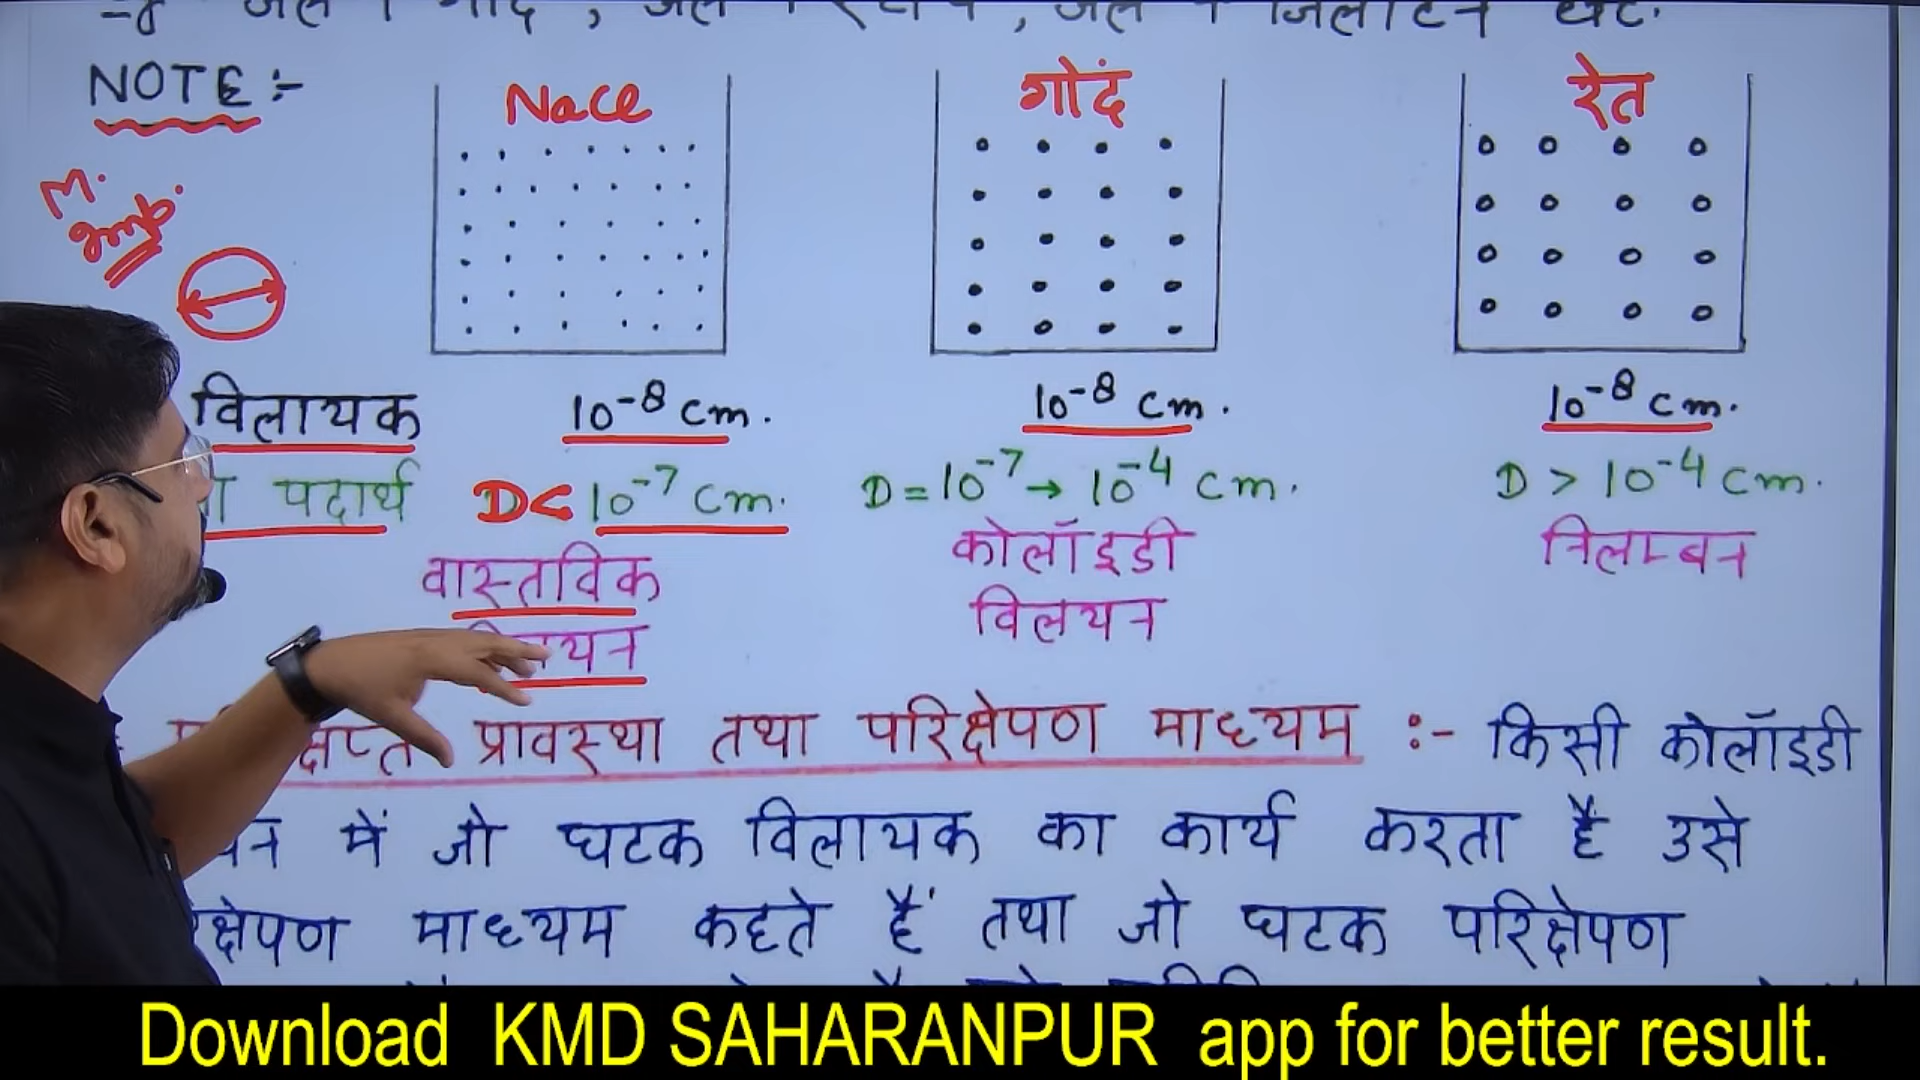 जल
NOTE :-
M. Imp.
NaCl
गोदं
रेत
विलायक 10⁻⁸ cm. 10⁻⁸ cm. 10⁻⁸ cm.
पदार्थ D< 10⁻⁷ cm. D = 10⁻⁷ → 10⁻⁴ cm. D > 10⁻⁴ cm.
वास्तविक कोलॉइडी निलम्बन
विलयन
प्रावस्था तथा परिक्षेपण माध्यम :- किसी कोलॉइडी
में जो घटक विलायक का कार्य करता है उसे
माध्यम कहते हैं तथा जो घटक परिक्षेपण
Download KMD SAHARANPUR app for better result.